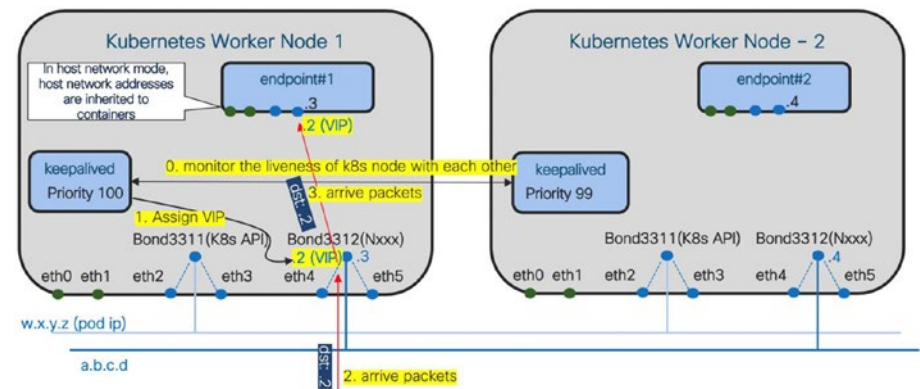 Kubernetes Worker Node 1
Kubernetes Worker Node – 2
In host network mode,
host network addresses
are inherited to
containers
endpoint#1
.3
.2 (VIP)
endpoint#2
.4
0. monitor the liveness of k8s node with each other
keepalived
Priority 100
keepalived
Priority 99
dst: .2
3. arrive packets
1. Assign VIP
Bond3311(K8s API)
Bond3312(Nxxx)
.2 (VIP)
.3
Bond3311(K8s API)
Bond3312(Nxxx)
.4
eth0
eth1
eth2
eth3
eth4
eth5
eth0
eth1
eth2
eth3
eth4
eth5
w.x.y.z (pod ip)
a.b.c.d
dst: .2
2. arrive packets